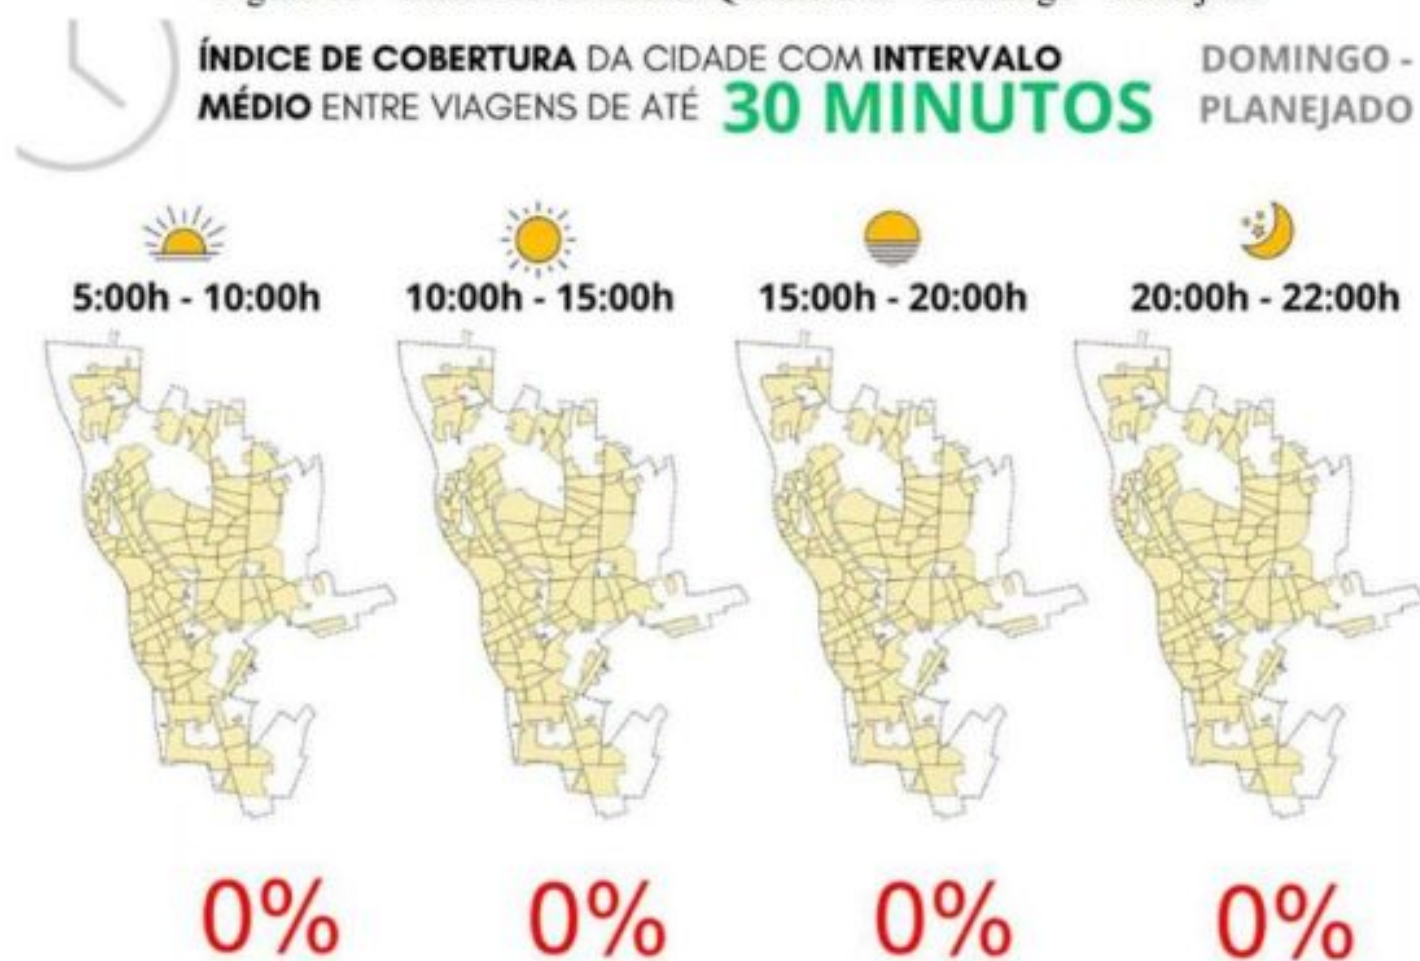 ÍNDICE DE COBERTURA DA CIDADE COM INTERVALO
MÉDIO ENTRE VIAGENS DE ATÉ 30 MINUTOS
DOMINGO -
PLANEJADO
5:00h - 10:00h
10:00h - 15:00h
15:00h - 20:00h
20:00h - 22:00h
0%
0%
0%
0%